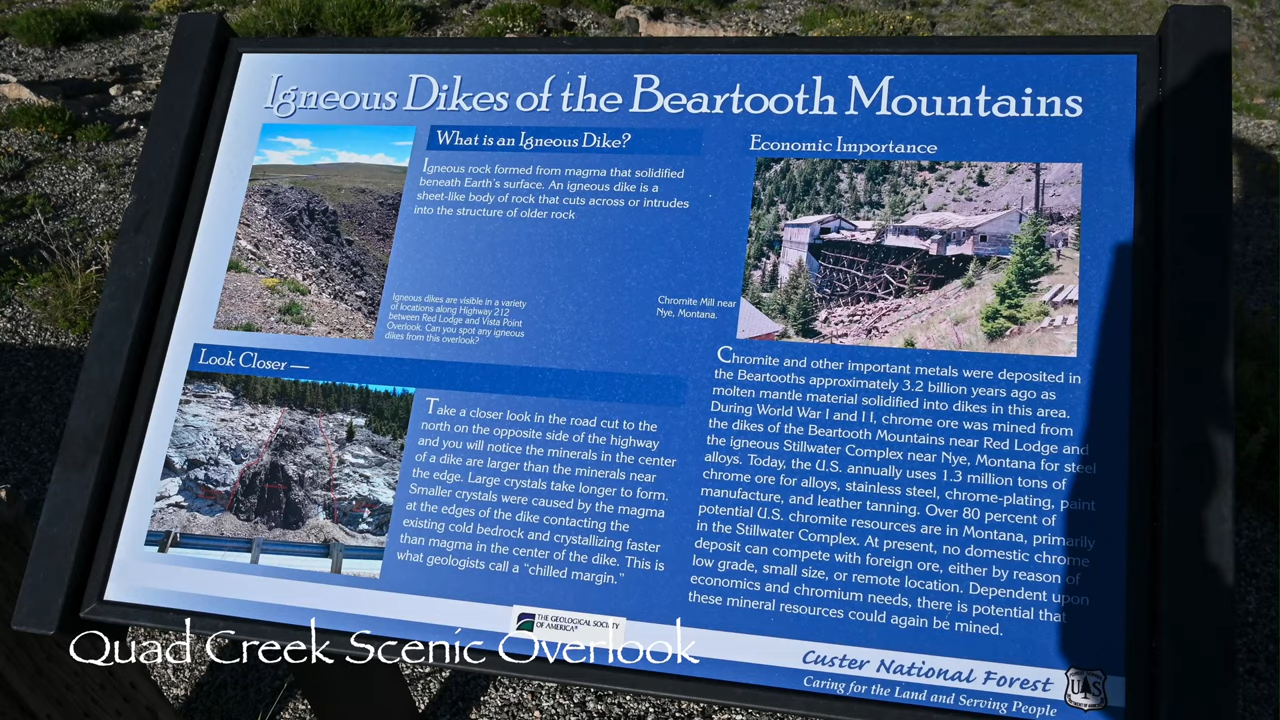 Igneous Dikes of the Beartooth Mountains
What is an Igneous Dike?
Igneous rock formed from magma that solidified
beneath Earth's surface. An igneous dike is a
sheet-like body of rock that cuts across or intrudes
into the structure of older rock
Igneous dikes are visible in a variety
of locations along Highway 212
between Red Lodge and Vista Point
Overlook. Can you spot any igneous
dikes from this overlook?
Look Closer —
Take a closer look in the road cut to the
north on the opposite side of the highway
and you will notice the minerals in the center
of a dike are larger than the minerals near
the edge. Large crystals take longer to form.
Smaller crystals were caused by the magma
at the edges of the dike contacting the
existing cold bedrock and crystallizing faster
than magma in the center of the dike. This is
what geologists call a "chilled margin."
Economic Importance
Chromite Mill near
Nye, Montana.
Chromite and other important metals were deposited in
the Beartooths approximately 3.2 billion years ago as
molten mantle material solidified into dikes in this area.
During World War I and II, chrome ore was mined from
the dikes of the Beartooth Mountains near Red Lodge and
the igneous Stillwater Complex near Nye, Montana for steel
alloys. Today, the U.S. annually uses 1.3 million tons of
chrome ore for alloys, stainless steel, chrome-plating, paint
manufacture, and leather tanning. Over 80 percent of
potential U.S. chromite resources are in Montana, primarily
in the Stillwater Complex. At present, no domestic chrome
deposit can compete with foreign ore, either by reason of
low grade, small size, or remote location. Dependent upon
economics and chromium needs, there is potential that
these mineral resources could again be mined.
THE GEOLOGICAL SOCIETY
OF AMERICA®
Custer National Forest
Caring for the Land and Serving People
UAS
Quad Creek Scenic Overlook